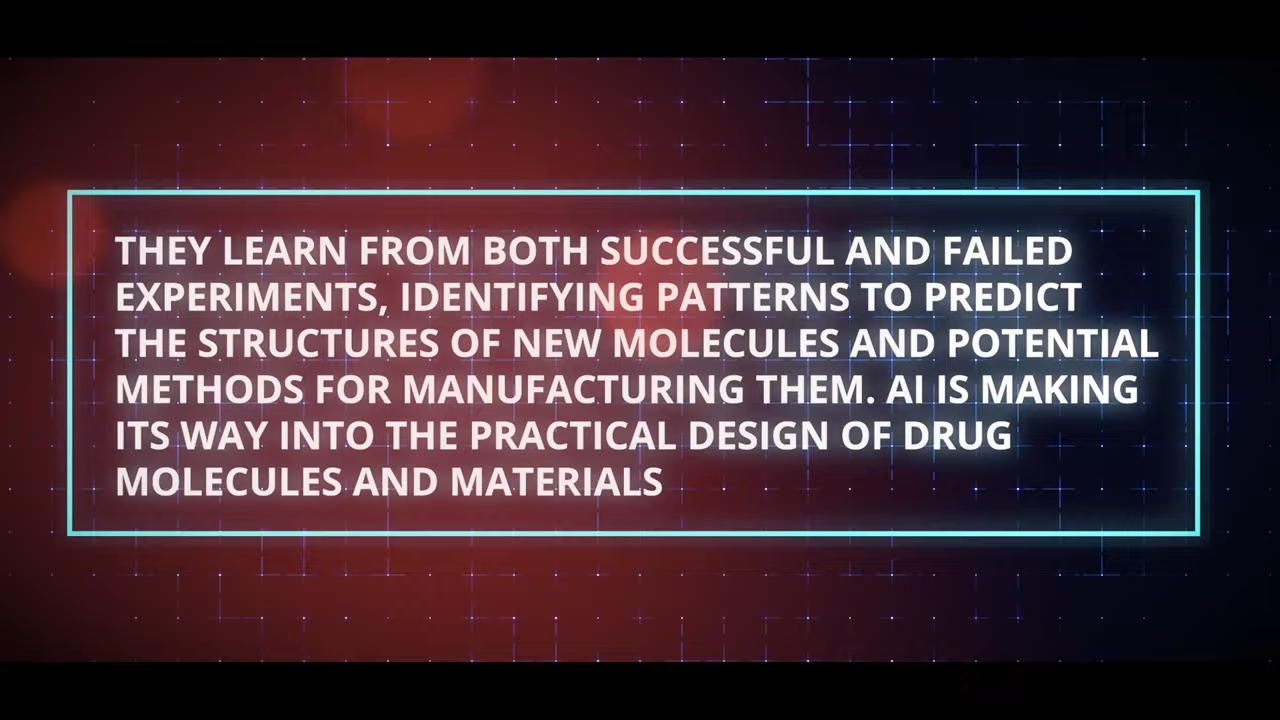 THEY LEARN FROM BOTH SUCCESSFUL AND FAILED
EXPERIMENTS, IDENTIFYING PATTERNS TO PREDICT
THE STRUCTURES OF NEW MOLECULES AND POTENTIAL
METHODS FOR MANUFACTURING THEM. AI IS MAKING
ITS WAY INTO THE PRACTICAL DESIGN OF DRUG
MOLECULES AND MATERIALS